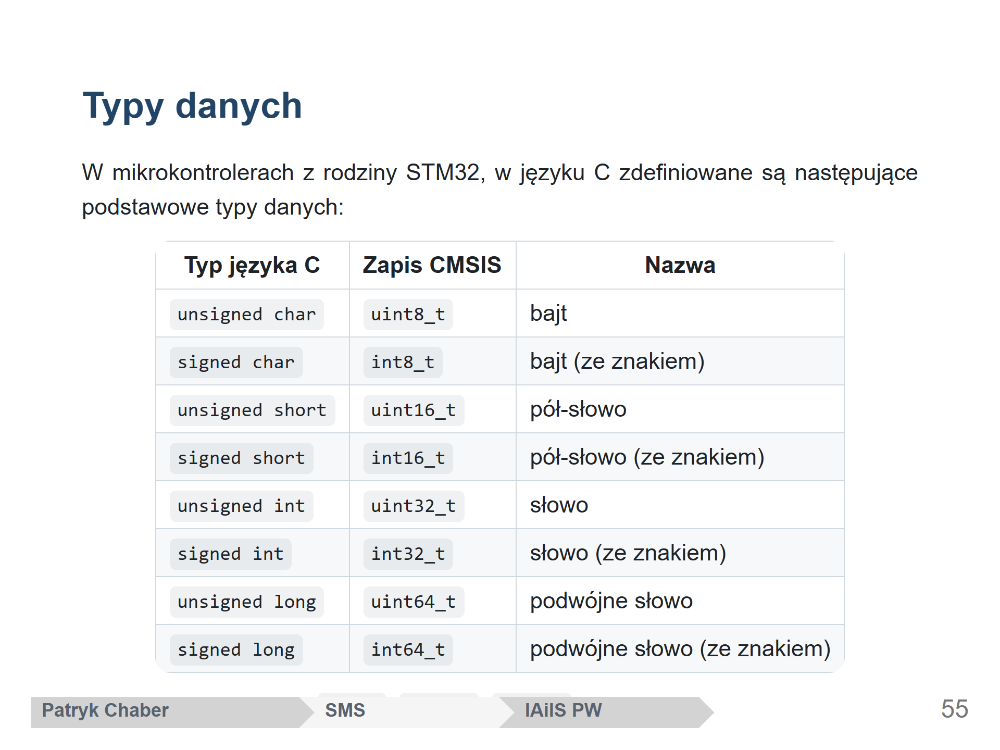 Typy danych
W mikrokontrolerach z rodziny STM32, w języku C zdefiniowane są następujące
podstawowe typy danych:
Typ języka C Zapis CMSIS Nazwa
unsigned char uint8_t bajt
signed char int8_t bajt (ze znakiem)
unsigned short uint16_t pół-słowo
signed short int16_t pół-słowo (ze znakiem)
unsigned int uint32_t słowo
signed int int32_t słowo (ze znakiem)
unsigned long uint64_t podwójne słowo
signed long int64_t podwójne słowo (ze znakiem)
Patryk Chaber SMS IAiIS PW 55